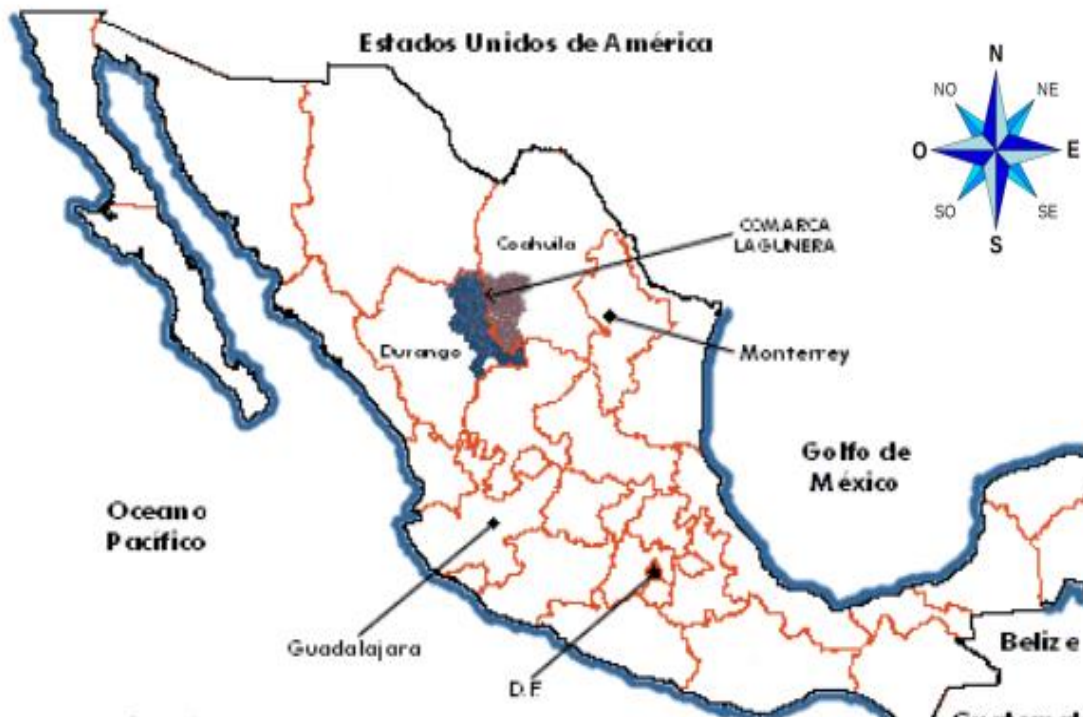 Estados Unidos de América
N
NO
NE
O
E
SO
SE
S
COMARCA
LAGUNERA
Coahuila
Durango
Monterrey
Golfo de
México
Oceano
Pacífico
Guadalajara
D.F.
Belize